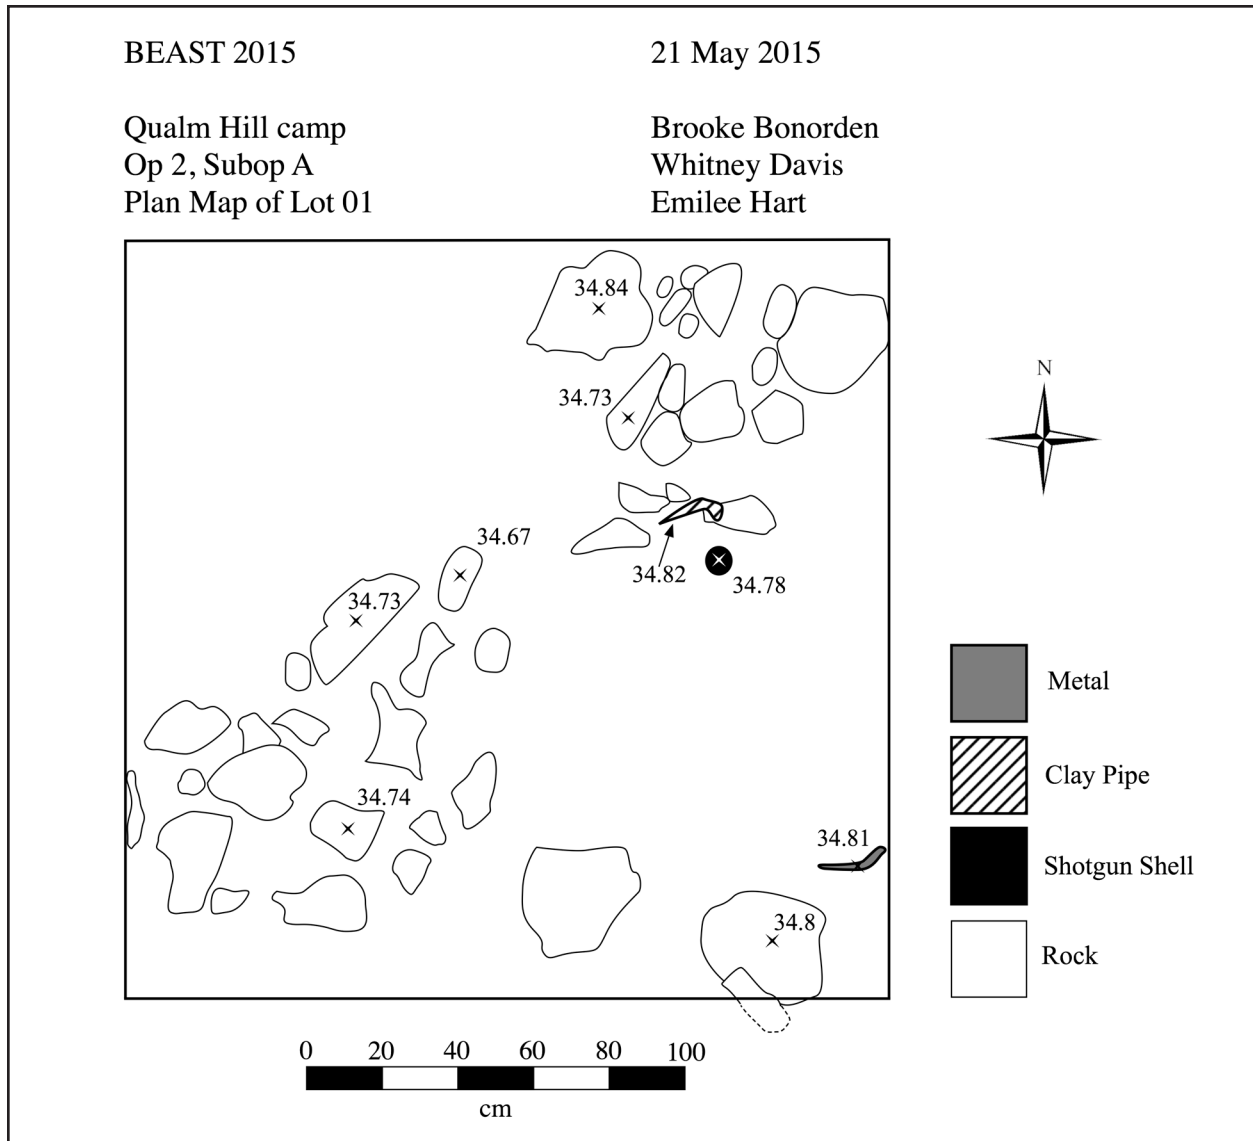 BEAST 2015
21 May 2015
Qualm Hill camp
Op 2, Subop A
Plan Map of Lot 01
Brooke Bonorden
Whitney Davis
Emilee Hart
34.84
34.73
N
34.67
34.82
34.78
34.73
34.74
34.81
34.8
Metal
Clay Pipe
Shotgun Shell
Rock
0 20 40 60 80 100
cm